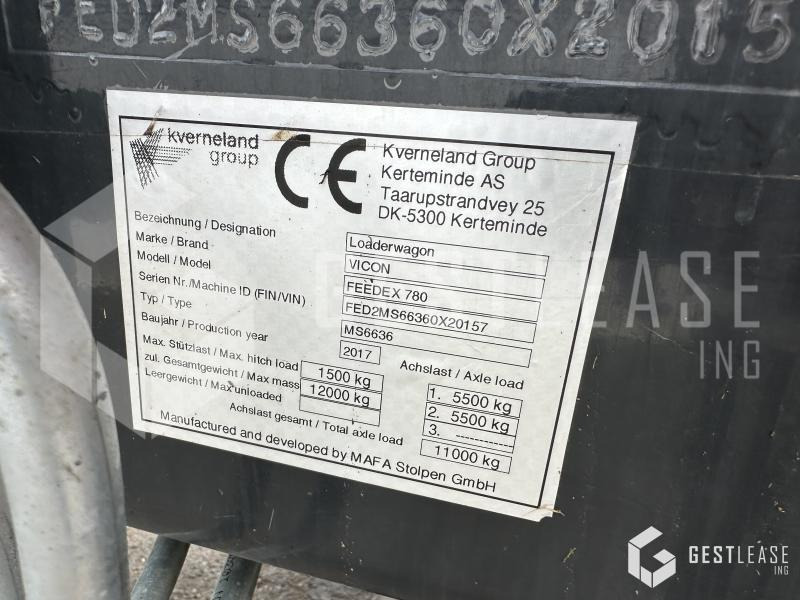 FED2MS66360X2015
kverneland
group
CE
Kverneland Group
Kerteminde AS
Taarupstrandvey 25
DK-5300 Kerteminde
Bezeichnung / Designation Loaderwagon
Marke / Brand VICON
Modell / Model FEEDEX 780
Serien Nr./Machine ID (FIN/VIN) FED2MS66360X20157
Typ / Type MS6636
Baujahr / Production year 2017
Max. Stützlast / Max. hitch load 1500 kg
zul. Gesamtgewicht / Max mass 12000 kg
Leergewicht / Max unloaded
Achslast / Axle load
1. 5500 kg
2. 5500 kg
3. -----------
Achslast gesamt / Total axle load 11000 kg
Manufactured and developed by MAFA Stolpen GmbH
GESTLEASE
ING
GESTLEASE
ING